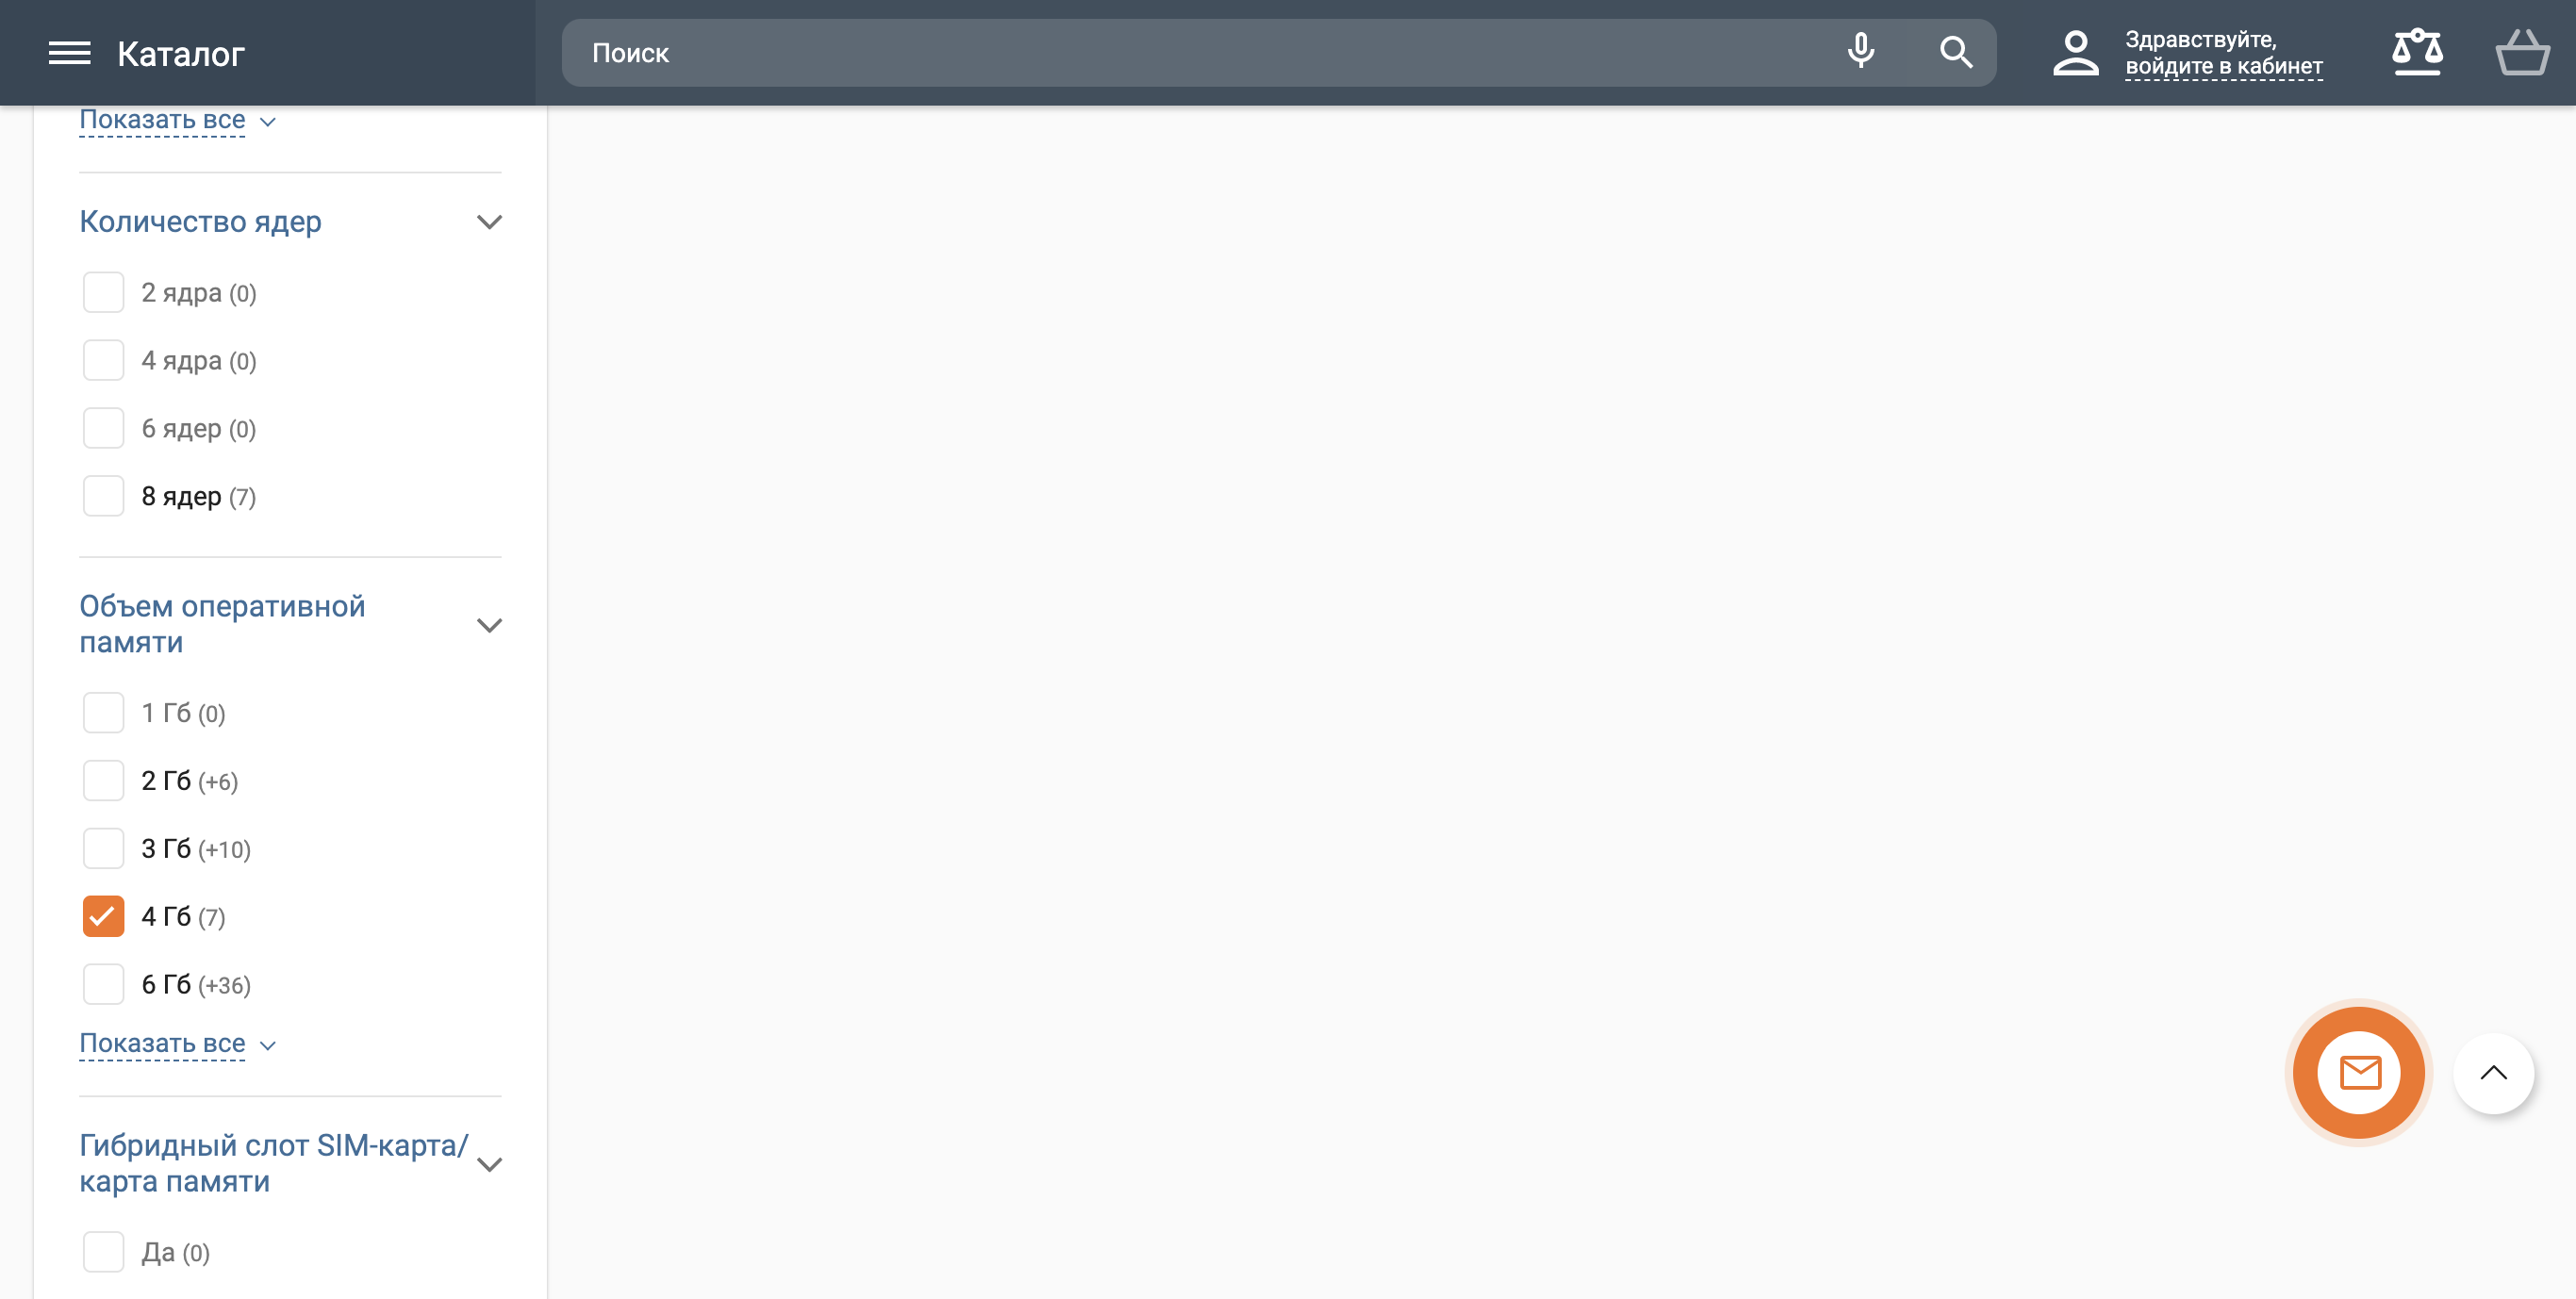 Каталог
Поиск
Здравствуйте,
войдите в кабинет
Показать все
Количество ядер
2 ядра (0)
4 ядра (0)
6 ядер (0)
8 ядер (7)
Объем оперативной
памяти
1 Гб (0)
2 Гб (+6)
3 Гб (+10)
4 Гб (7)
6 Гб (+36)
Показать все
Гибридный слот SIM-карта/
карта памяти
Да (0)